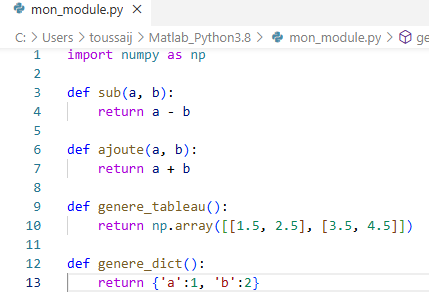 mon_module.py
C: > Users > toussaij > Matlab_Python3.8 > mon_module.py > ge
1 import numpy as np
2
3 def sub(a, b):
4     return a - b
5
6 def ajoute(a, b):
7     return a + b
8
9 def genere_tableau():
10     return np.array([[1.5, 2.5], [3.5, 4.5]])
11
12 def genere_dict():
13     return {'a':1, 'b':2}